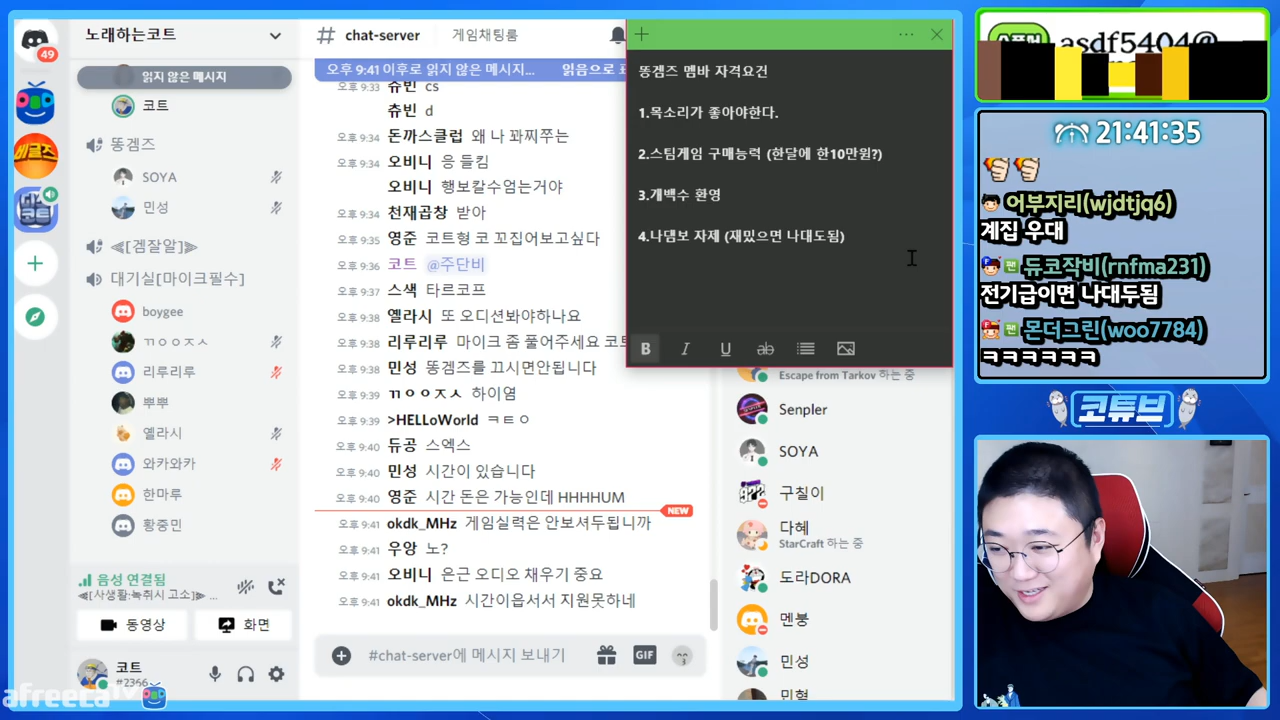 49
노래하는코트
읽지 않은 메시지
코트
똥겜즈
SOYA
민성
⪡[겜잘알]⪢
대기실[마이크필수]
boygee
ㄲㅇㅇㅈㅅ
리루리루
뿌뿌
옐라시
와카와카
한마루
황중민
음성 연결됨
⪡[사생활:녹취시 고소]⪢ ...
동영상
화면
코트
#2366
afreecaTV
# chat-server
게임채팅룸
오후 9:41 이후로 읽지 않은 메시지...
오후 9:33 츄빈 cs
츄빈 d
오후 9:34 돈까스클럽 왜 나 꽈찌쭈는
오후 9:34 오비니 응 들킴
오비니 행보칼수엄는거야
오후 9:34 천재곱창 받아
오후 9:35 영준 코트형 코 꼬집어보고싶다
오후 9:36 코트 @주단비
오후 9:37 스색 타르코프
오후 9:38 옐라시 또 오디션봐야하나요
오후 9:38 리루리루 마이크 좀 풀어주세요
오후 9:38 민성 똥겜즈를 끄시면안됩니다
오후 9:39 ㄲㅇㅇㅈㅅ 하이염
오후 9:39 >HELLoWorld ㅋㅌㅇ
오후 9:40 듀공 스엑스
오후 9:40 민성 시간이 있습니다
오후 9:40 영준 시간 돈은 가능인데 HHHHUM
NEW
오후 9:41 okdk_MHz 게임실력은 안보셔두됩니까
오후 9:41 우앙 노?
오후 9:41 오비니 은근 오디오 채우기 중요
오후 9:41 okdk_MHz 시간이읍서서 지원못하네
#chat-server에 메시지 보내기
GIF
똥겜즈 멤바 자격요건
1.목소리가 좋아야한다.
2.스팀게임 구매능력 (한달에 한10만원?)
3.개백수 환영
4.나댐보 자제 (재밌으면 나대도됨)
B I U ab
Escape from Tarkov 하는 중
Senpler
SOYA
구칠이
다혜
StarCraft 하는 중
도라DORA
멘붕
민성
민혁
asdf5404@
21:41:35
어부지리(wjdtjq6)
계집 우대
팬 듀코작비(rnfma231)
전기급이면 나대두됨
팬 몬더그린(woo7784)
ㅋㅋㅋㅋㅋㅋ
코튜브